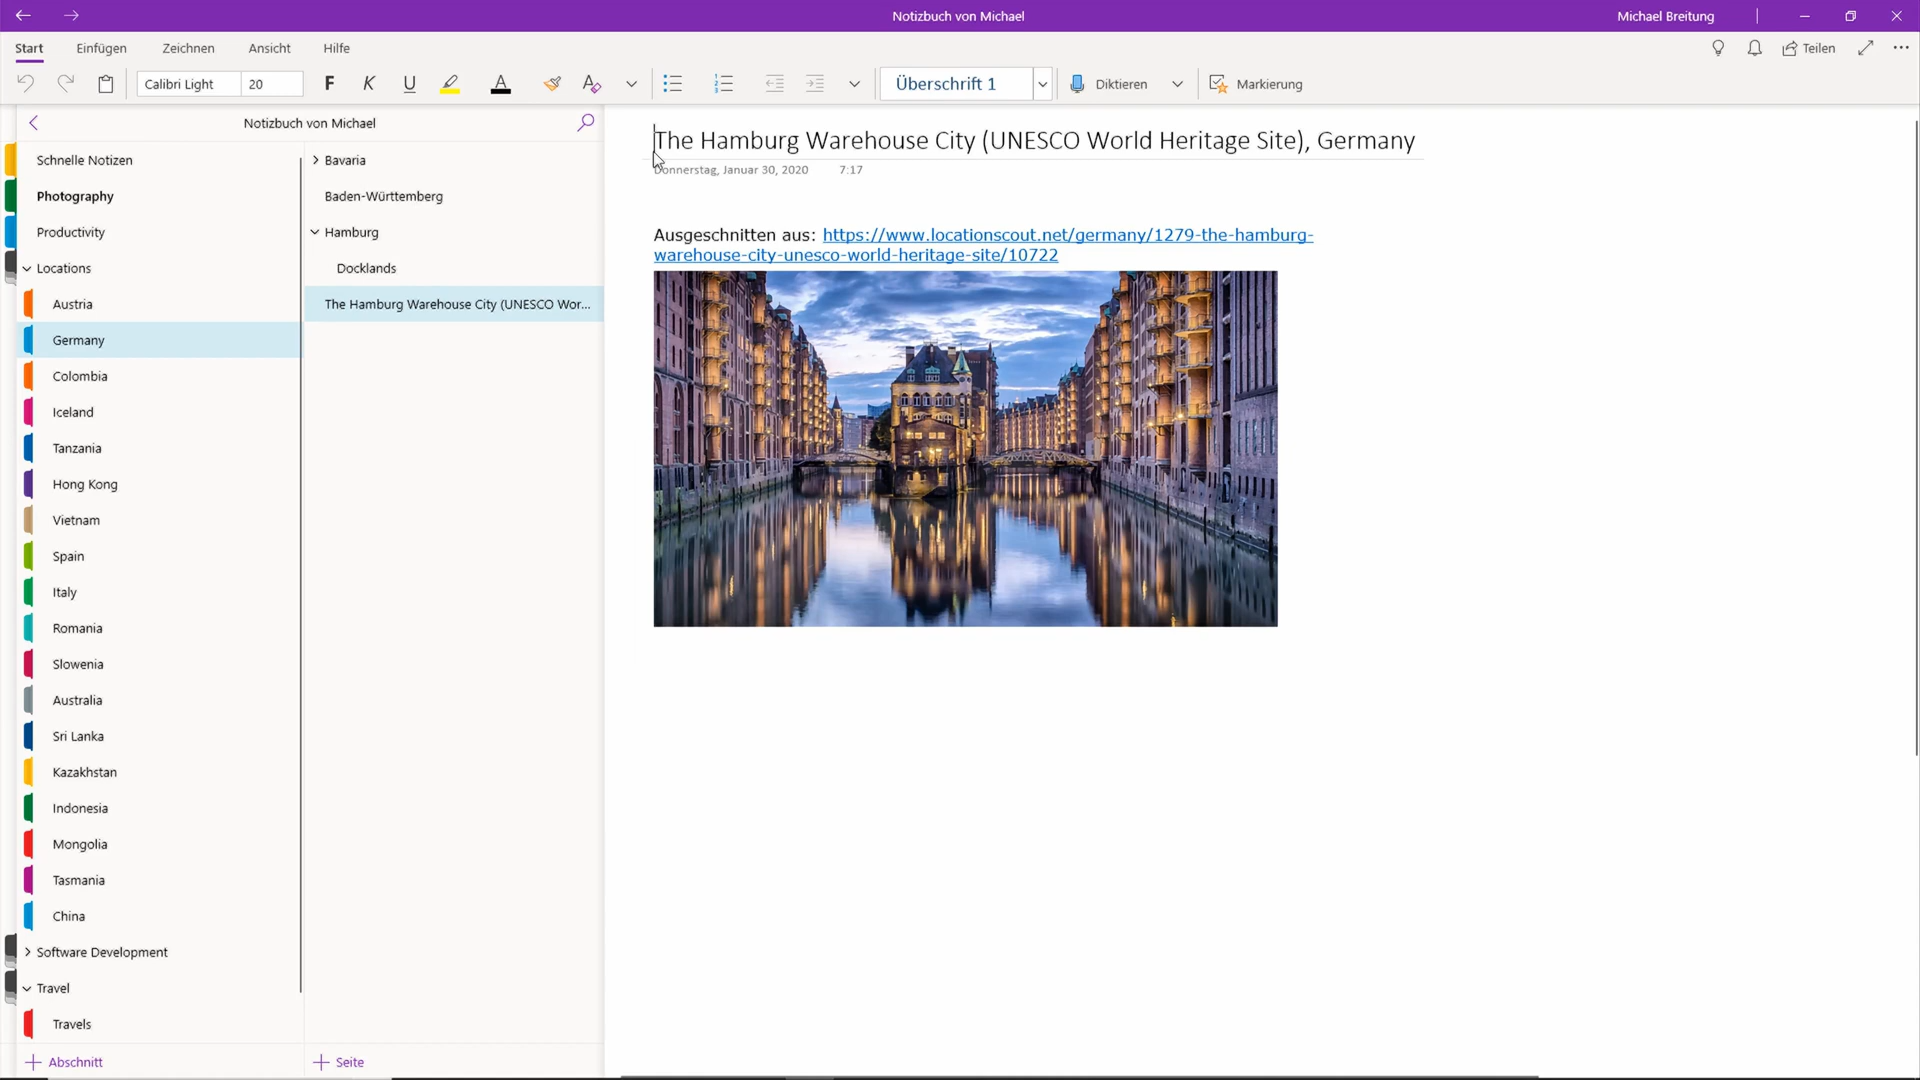 Notizbuch von Michael
Michael Breitung
Start Einfügen Zeichnen Ansicht Hilfe
Teilen
Calibri Light 20 F K U A A Überschrift 1 Diktieren Markierung
Notizbuch von Michael
Schnelle Notizen
Photography
Productivity
Locations
Austria
Germany
Colombia
Iceland
Tanzania
Hong Kong
Vietnam
Spain
Italy
Romania
Slowenia
Australia
Sri Lanka
Kazakhstan
Indonesia
Mongolia
Tasmania
China
Software Development
Travel
Travels
Abschnitt
Bavaria
Baden-Württemberg
Hamburg
Docklands
The Hamburg Warehouse City (UNESCO Wor...
Seite
The Hamburg Warehouse City (UNESCO World Heritage Site), Germany
Donnerstag, Januar 30, 2020 7:17
Ausgeschnitten aus: https://www.locationscout.net/germany/1279-the-hamburg-
warehouse-city-unesco-world-heritage-site/10722